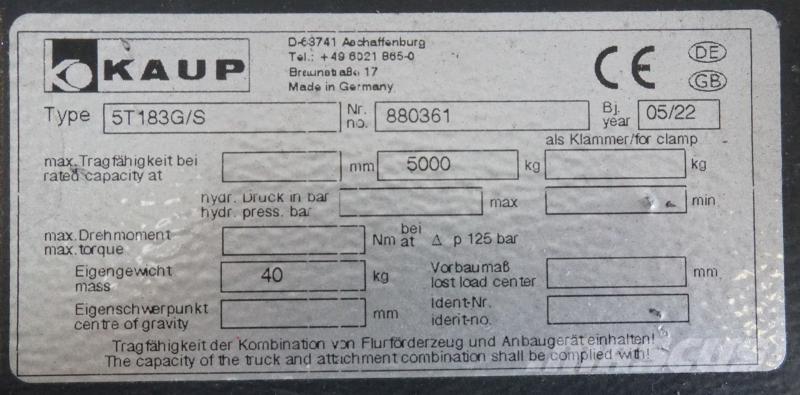 KAUP
D-63741 Aschaffenburg
Tel.: +49 6021 865-0
Braunstraße 17
Made in Germany
CE
DE
GB
Type 5T183G/S Nr. no. 880361 Bj. year 05/22
als Klammer/for clamp
max. Tragfähigkeit bei
rated capacity at mm 5000 kg kg
hydr. Druck in bar
hydr. press. bar max min
max. Drehmoment
max. torque Nm bei at Δ p 125 bar
Eigengewicht
mass 40 kg
Vorbaumaß
lost load center mm
Eigenschwerpunkt
centre of gravity mm
Ident-Nr.
ident-no.
Tragfähigkeit der Kombination von Flurförderzeug und Anbaugerät einhalten!
The capacity of the truck and attachment combination shall be complied with!